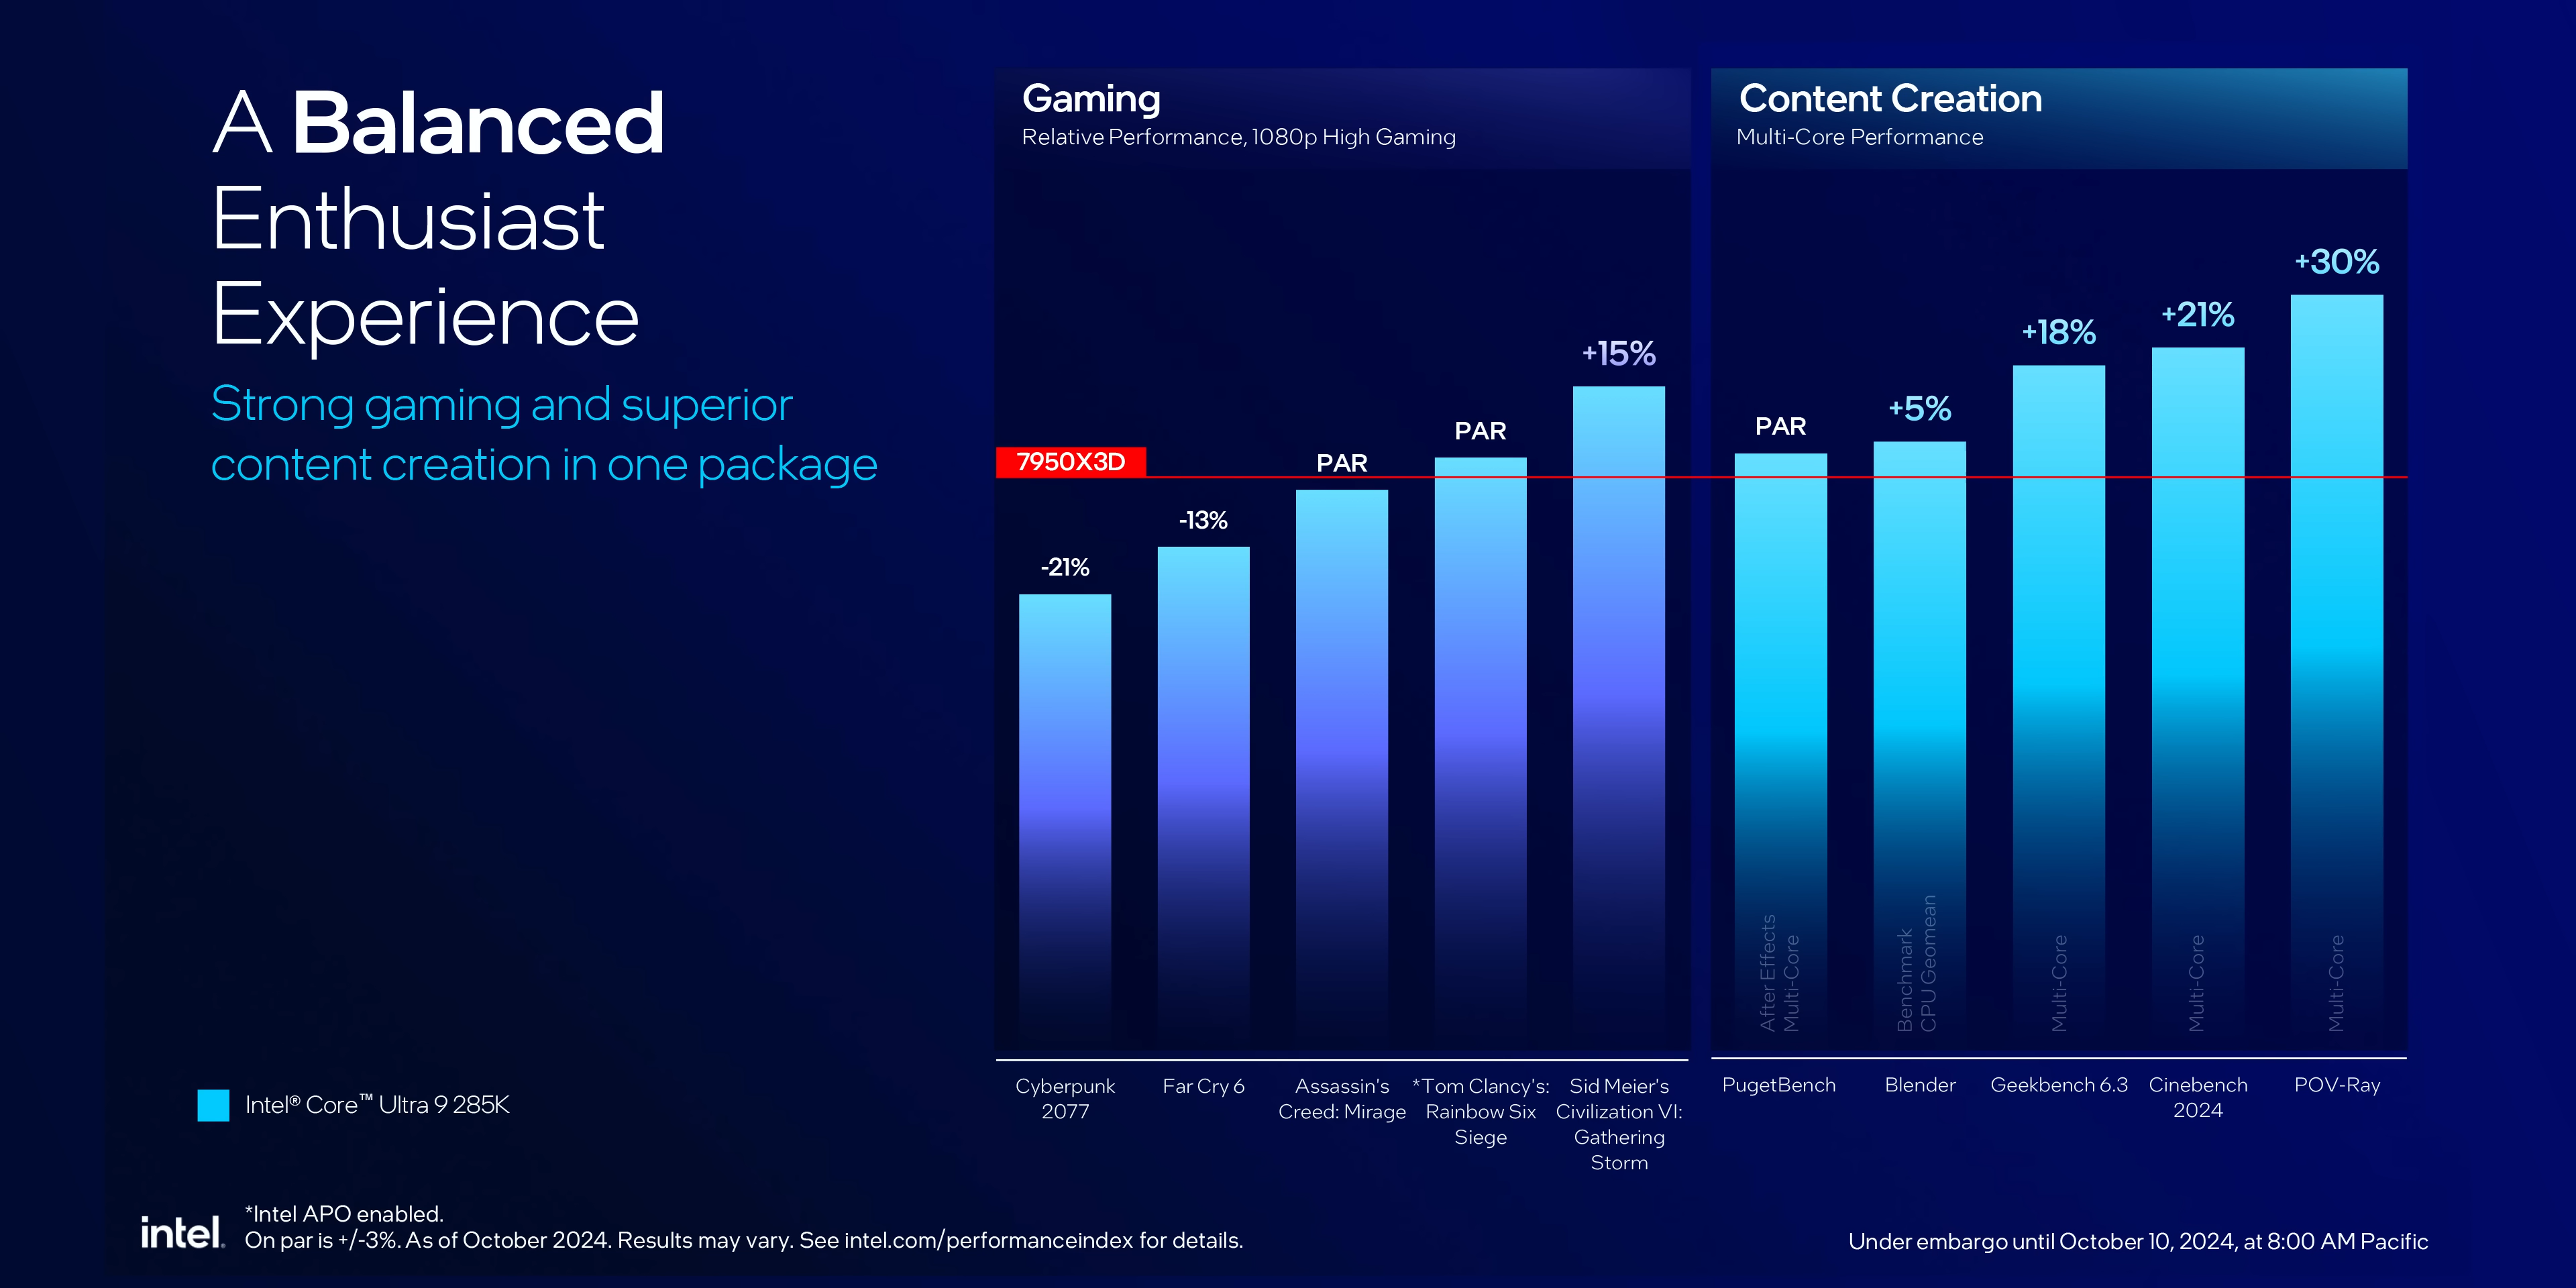 A Balanced
Enthusiast
Experience
Strong gaming and superior
content creation in one package
Intel® Core™ Ultra 9 285K
Gaming
Relative Performance, 1080p High Gaming
7950X3D
-21%
-13%
PAR
PAR
+15%
Cyberpunk
2077
Far Cry 6
Assassin's
Creed: Mirage
*Tom Clancy's:
Rainbow Six
Siege
Sid Meier's
Civilization VI:
Gathering
Storm
Content Creation
Multi-Core Performance
PAR
+5%
+18%
+21%
+30%
After Effects
Multi-Core
Benchmark
CPU Geomean
Multi-Core
Multi-Core
Multi-Core
PugetBench
Blender
Geekbench 6.3
Cinebench
2024
POV-Ray
intel.
*Intel APO enabled.
On par is +/-3%. As of October 2024. Results may vary. See intel.com/performanceindex for details.
Under embargo until October 10, 2024, at 8:00 AM Pacific